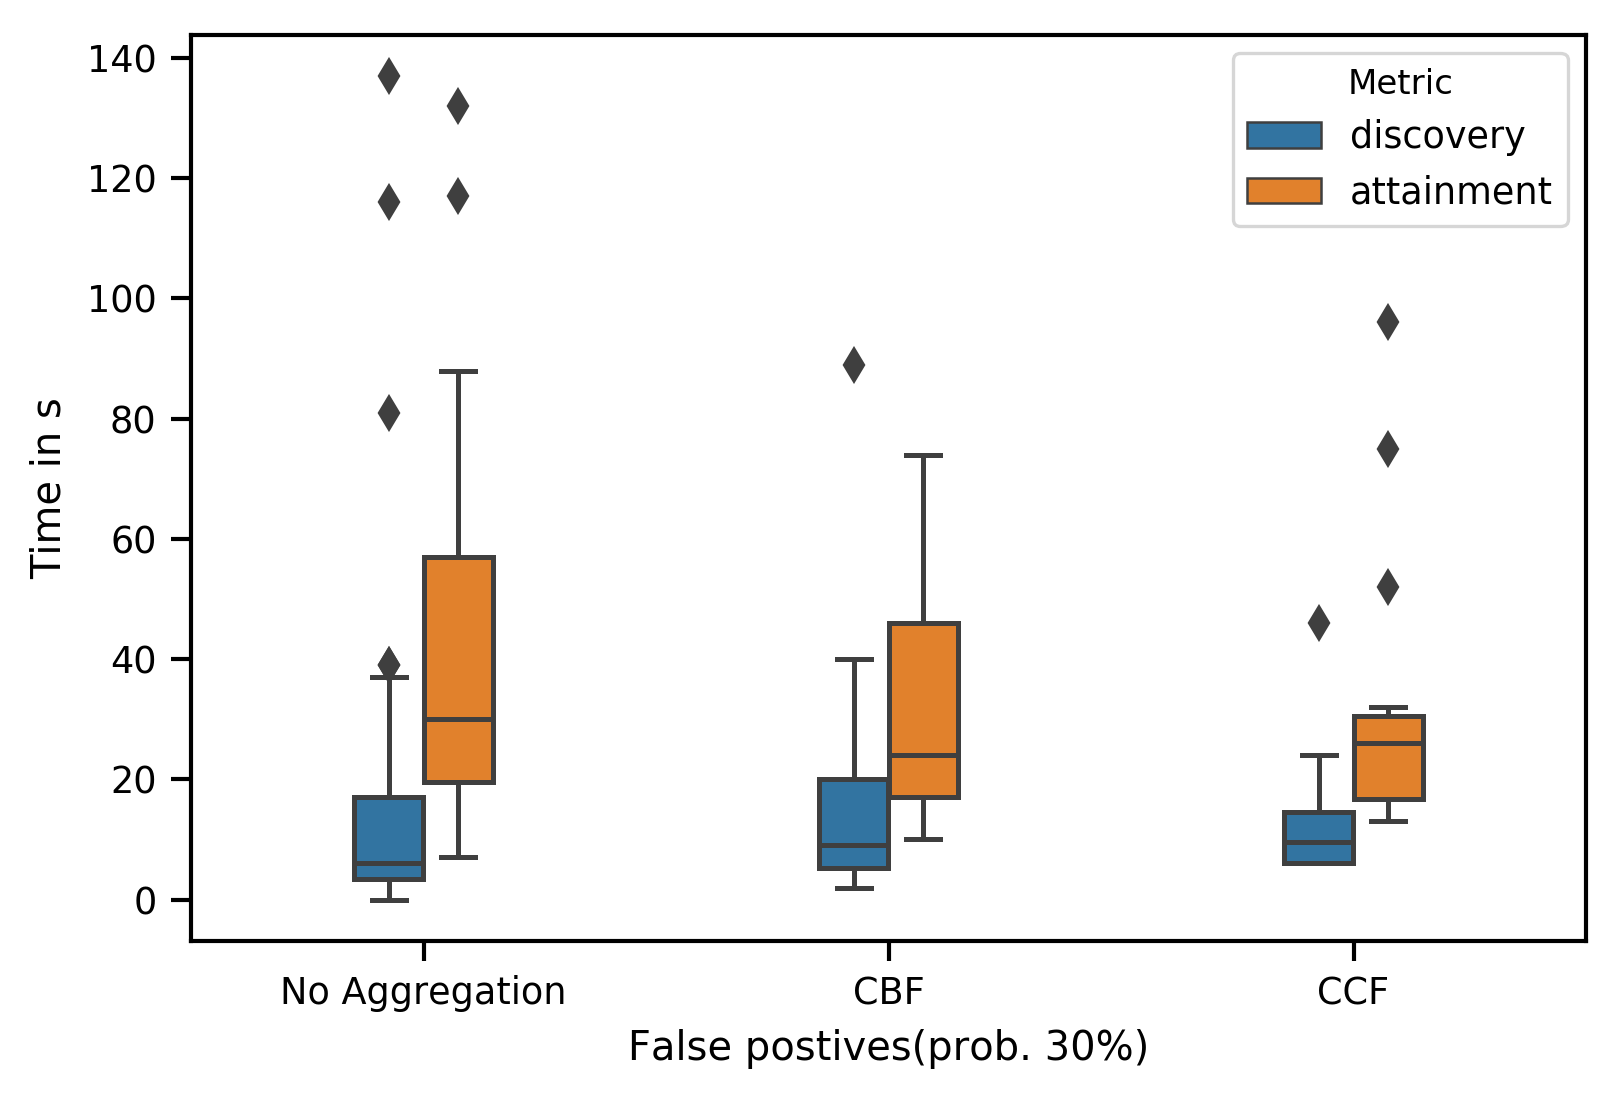 Metric
discovery
attainment
140
120
100
80
60
40
20
0
Time in s
No Aggregation
CBF
CCF
False postives(prob. 30%)